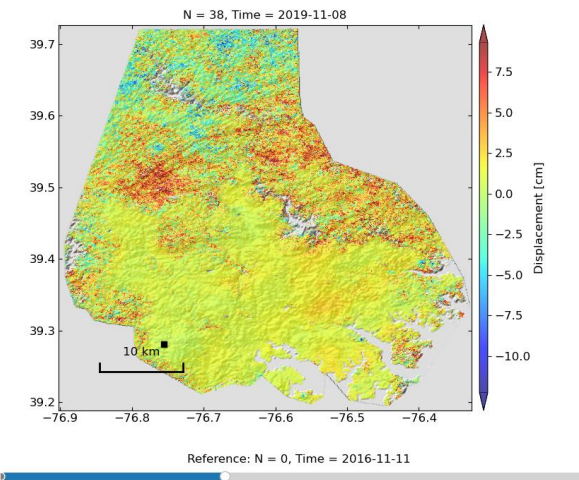 N = 38, Time = 2019-11-08
39.7
39.6
39.5
39.4
39.3
39.2
10 km
−76.9 −76.8 −76.7 −76.6 −76.5 −76.4
7.5
5.0
2.5
0.0
−2.5
−5.0
−7.5
−10.0
Displacement [cm]
Reference: N = 0, Time = 2016-11-11